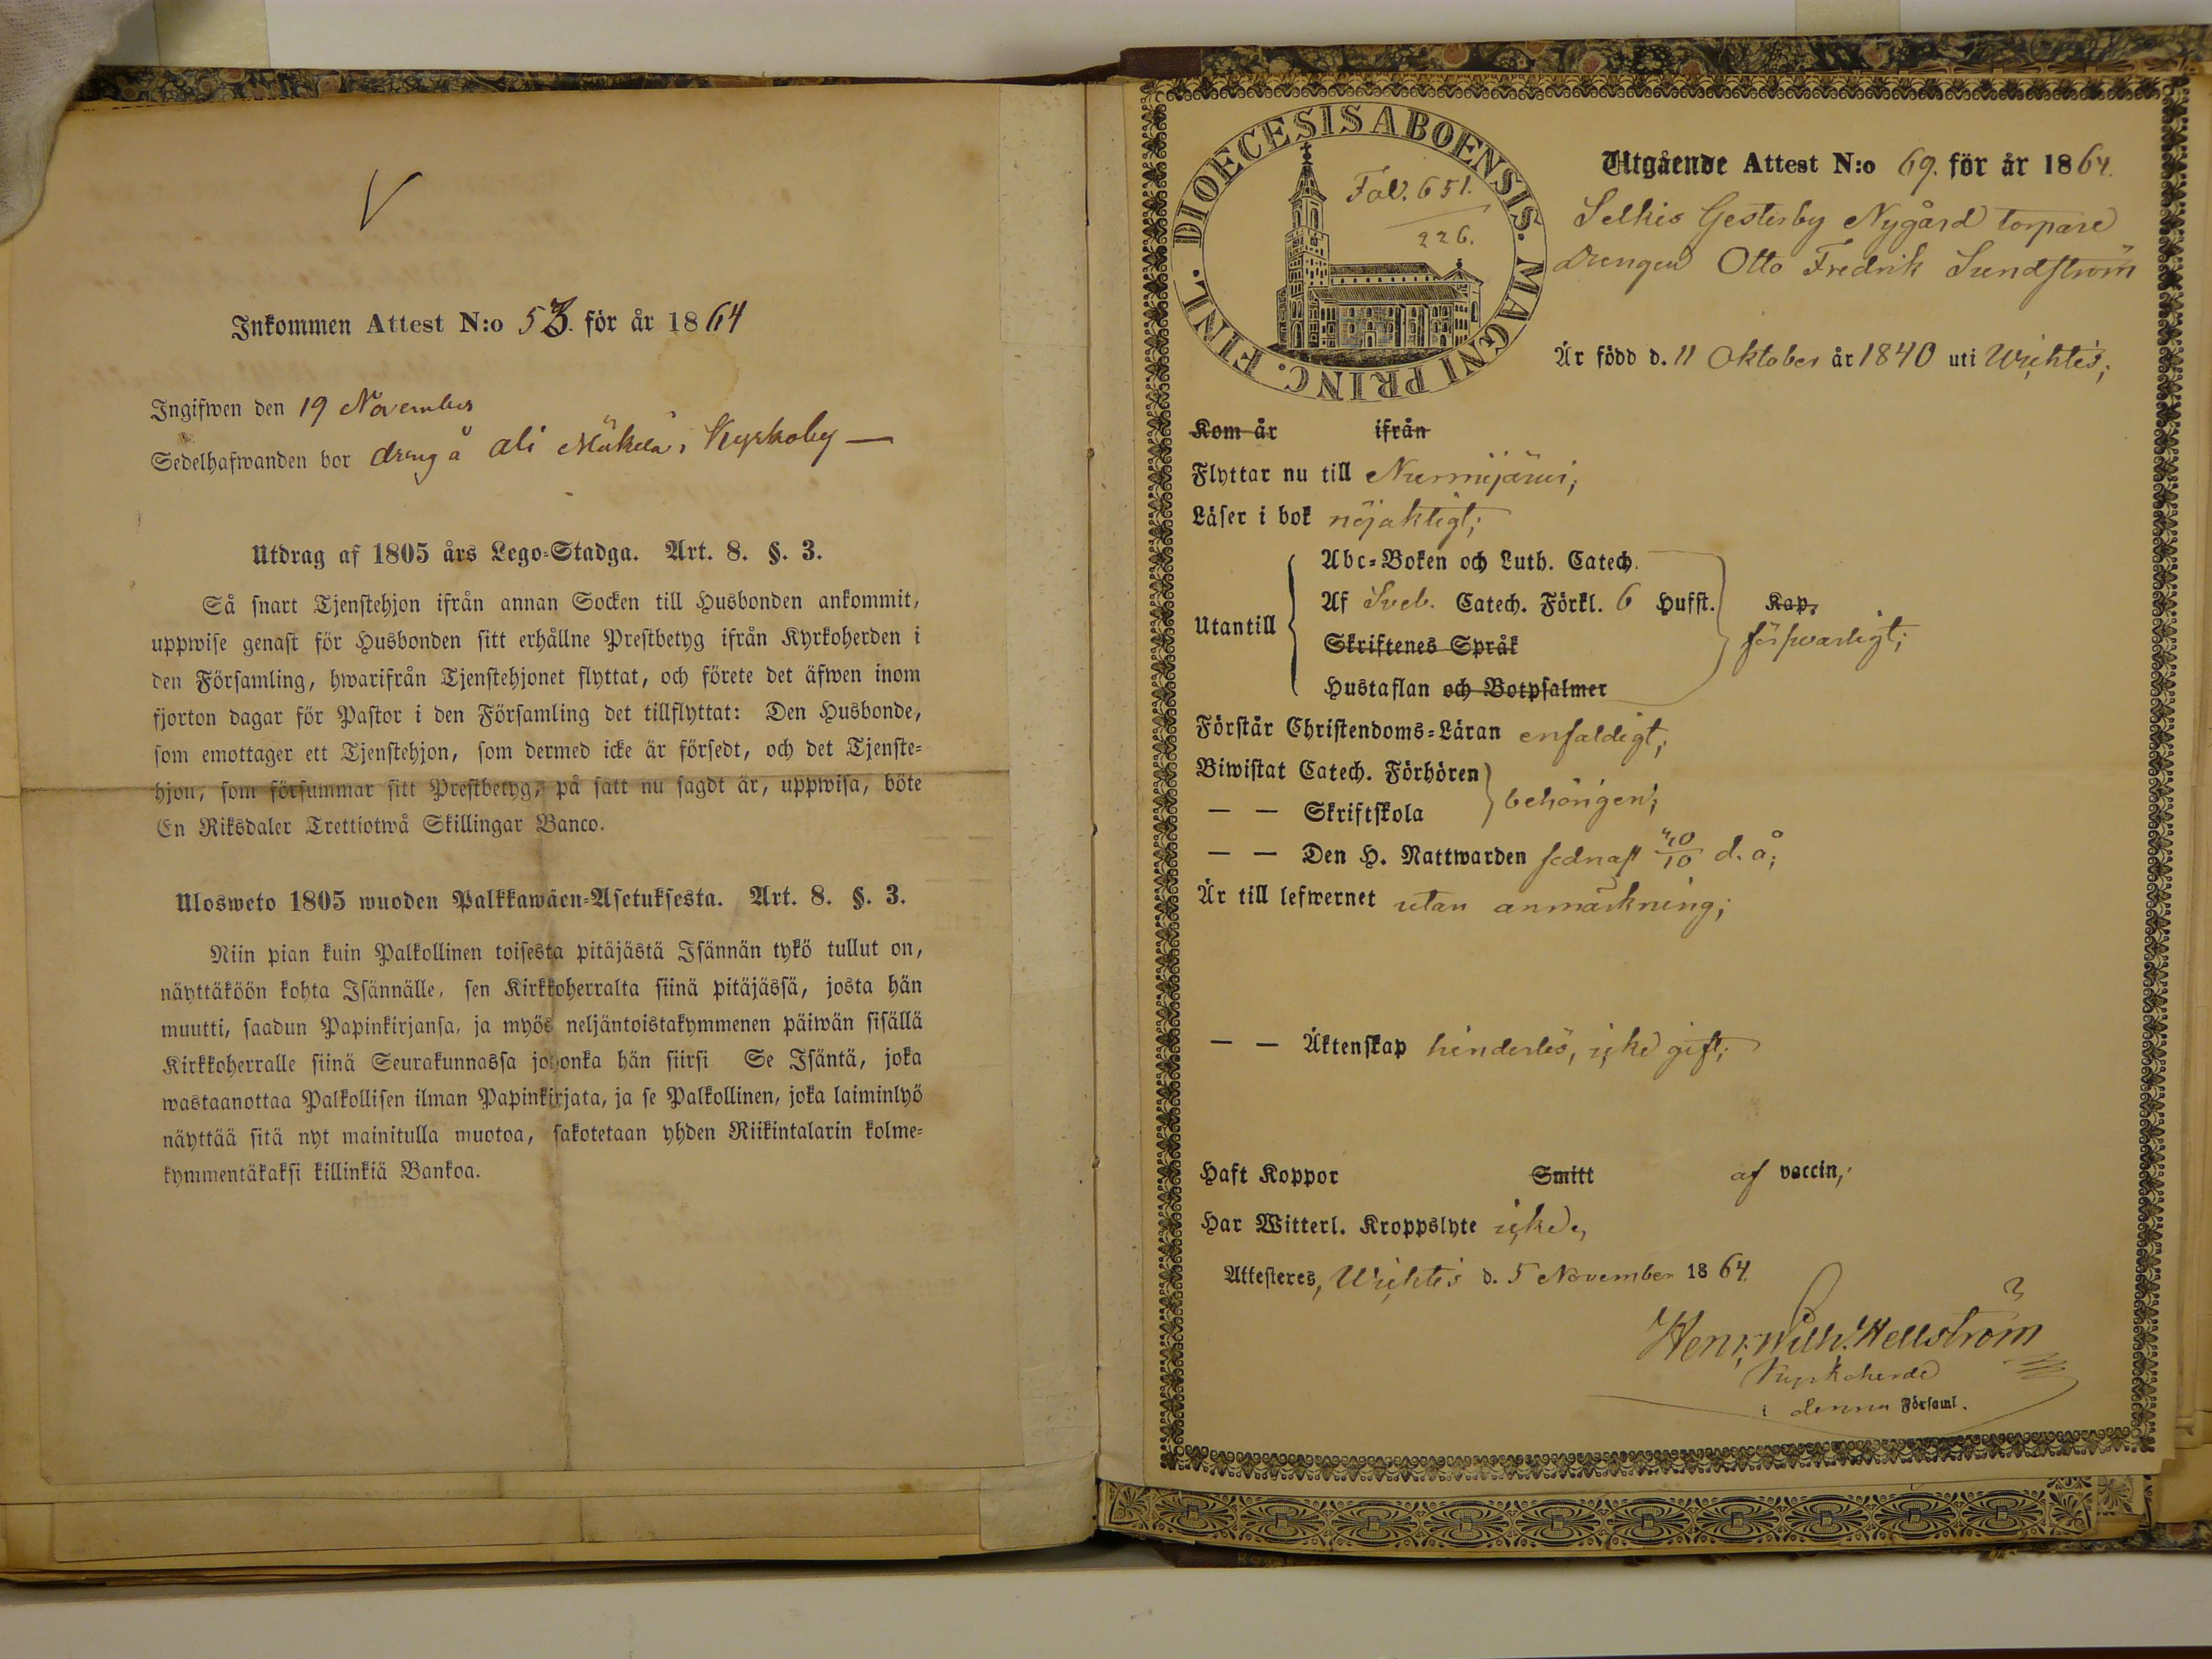 Inkommen Attest N:o 53. för år 1864
Ingifwen den 19 November
Sedelhafwanden bor dräng å Ali Mäkelä i Kyrkoby —
Utdrag af 1805 års Lego-Stadga. Art. 8. §. 3.
Så snart Tjenstehjon ifrån annan Socken till Husbonden ankommit,
uppwise genast för Husbonden sitt erhållne Prestbetyg ifrån Kyrkoherden i
den Församling, hwarifrån Tjenstehjonet flyttat, och förete det äfwen inom
fjorton dagar för Pastor i den Församling det tillflyttat: Den Husbonde,
som emottager ett Tjenstehjon, som dermed icke är försedt, och det Tjenste-
hjon, som försummar sitt Prestbetyg, på sätt nu sagdt är, uppwisa, böte
En Riksdaler Trettiotwå Skillingar Banco.
Ulosweto 1805 wuoden Palkkawäen-Asetuksesta. Art. 8. §. 3.
Niin pian kuin Palkollinen toisesta pitäjästä Isännän tykö tullut on,
näyttäköön kohta Isännälle, sen Kirkkoherralta siinä pitäjässä, josta hän
muutti, saadun Papinkirjansa, ja myös neljäntoistakymmenen päiwän sisällä
Kirkkoherralle siinä Seurakunnassa johonka hän siirsi Se Isäntä, joka
wastaanottaa Palkollisen ilman Papinkirjata, ja se Palkollinen, joka laiminlyö
näyttää sitä nyt mainitulla muotoa, sakotetaan yhden Riikintalarin kolme-
kymmentäkaksi killinkiä Bankoa.
DIOECESIS ABOENSIS. MAGNI PRINC. FINL.
Fol. 651.
226.
Utgående Attest N:o 69. för år 1864.
Selkis Gesterby Nygård torpare
drengen Otto Fredrik Sundström
Är född d. 11 Oktober år 1840 uti Wichtis;
Kom år ifrån
Flyttar nu till Nurmijärvi;
Läser i bok nöjaktigt;
Utantill
Abc-Boken och Luth. Catech.
Af Sveb. Catech. Förkl. 6 Hufst. Kap.
Skriftenes Språk
Hustaflan och Botpsalmer
försvarligt;
Förstår Christendoms-Läran enfaldigt;
Biwistat Catech. Förhören
— — Skriftskola
behörigen;
— — Den H. Nattwarden sednast 40/10 d. å;
Är till lefwernet utan anmärkning;
— — Äktenskap hinderlös, icke gift;
Haft Koppor Smitt af vaccin,
Har Witterl. Kroppslyte icke,
Attesteres, Wichtis d. 5 November 1864.
Henr. Wilh. Hellström
Kyrkoherde
i denna Församl.